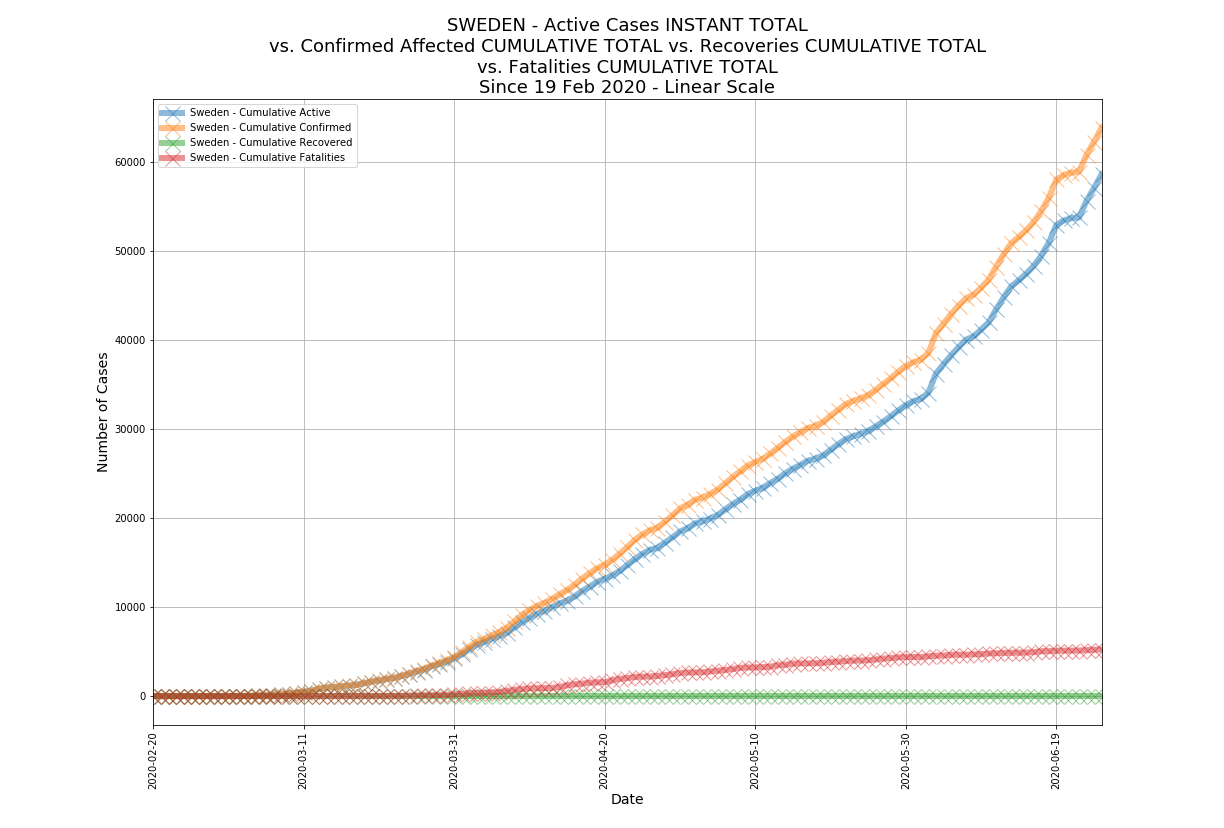 SWEDEN - Active Cases INSTANT TOTAL
vs. Confirmed Affected CUMULATIVE TOTAL vs. Recoveries CUMULATIVE TOTAL
vs. Fatalities CUMULATIVE TOTAL
Since 19 Feb 2020 - Linear Scale
Sweden - Cumulative Active
Sweden - Cumulative Confirmed
Sweden - Cumulative Recovered
Sweden - Cumulative Fatalities
60000
50000
40000
30000
20000
10000
0
Number of Cases
2020-02-20
2020-03-11
2020-03-31
2020-04-20
2020-05-10
2020-05-30
2020-06-19
Date